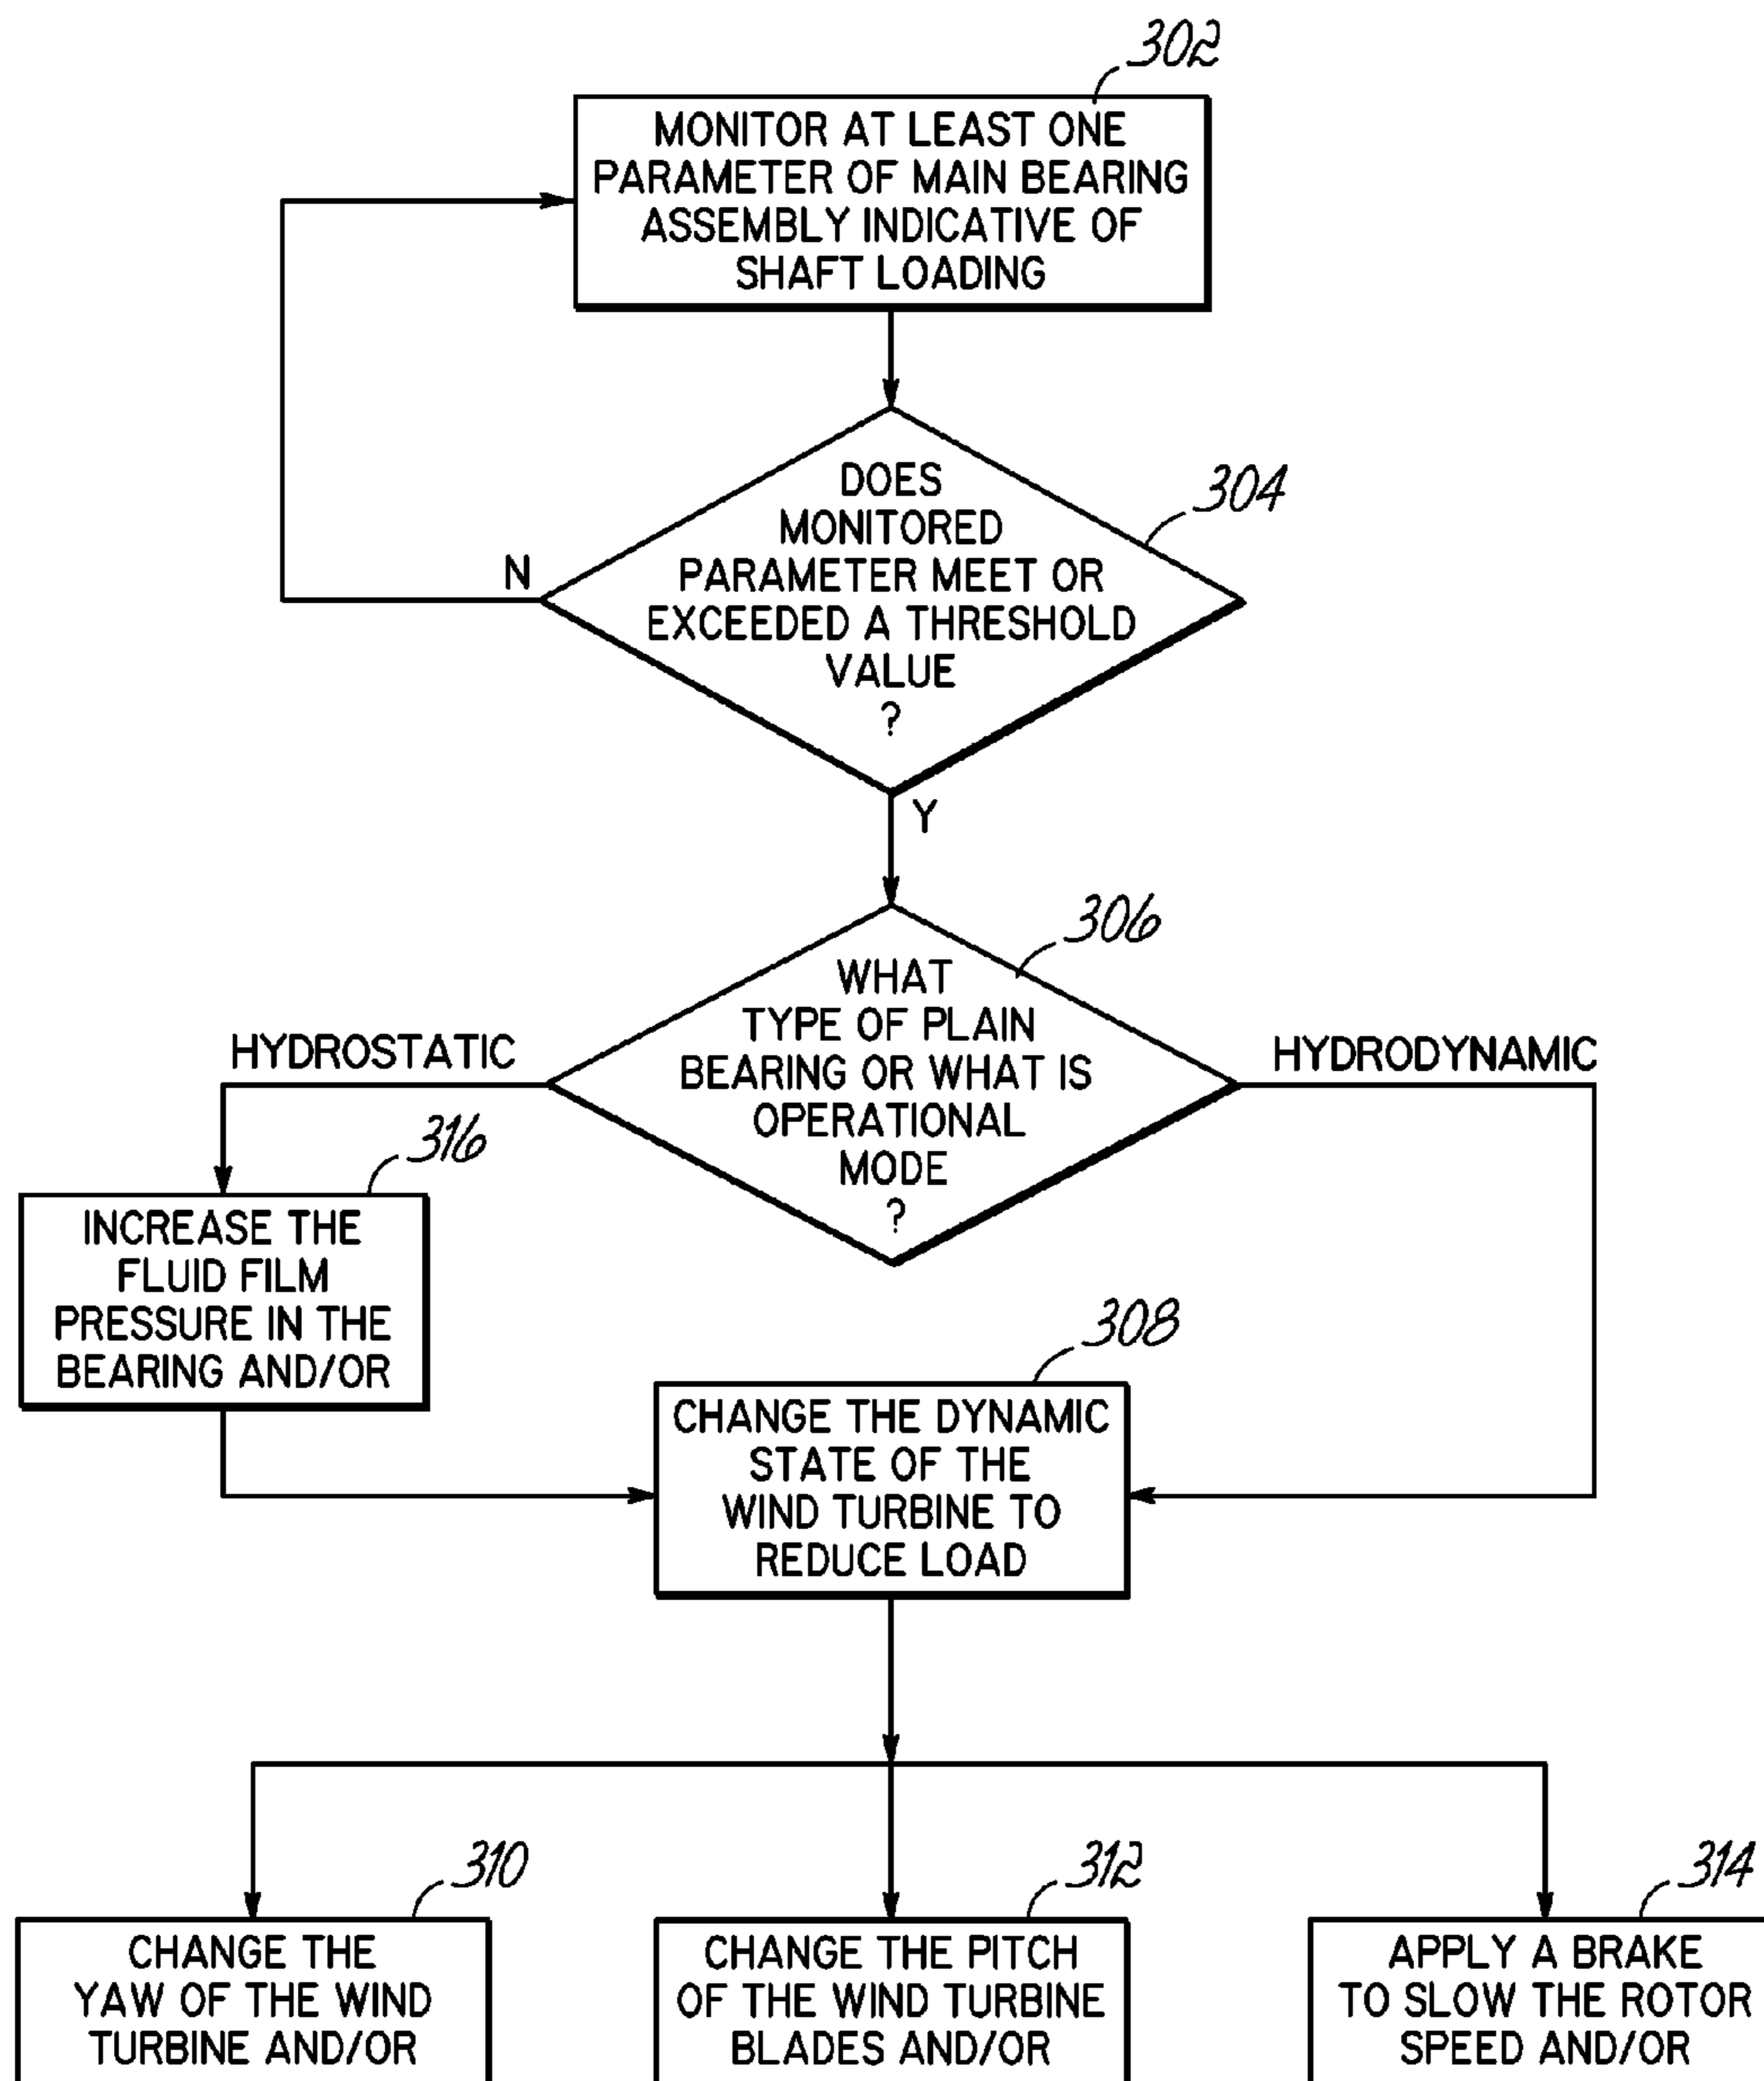 302
MONITOR AT LEAST ONE
PARAMETER OF MAIN BEARING
ASSEMBLY INDICATIVE OF
SHAFT LOADING
304
DOES
MONITORED
PARAMETER MEET OR
EXCEEDED A THRESHOLD
VALUE
?
N
Y
306
WHAT
TYPE OF PLAIN
BEARING OR WHAT IS
OPERATIONAL
MODE
?
HYDROSTATIC
HYDRODYNAMIC
316
INCREASE THE
FLUID FILM
PRESSURE IN THE
BEARING AND/OR
308
CHANGE THE DYNAMIC
STATE OF THE
WIND TURBINE TO
REDUCE LOAD
310
CHANGE THE
YAW OF THE WIND
TURBINE AND/OR
312
CHANGE THE PITCH
OF THE WIND TURBINE
BLADES AND/OR
314
APPLY A BRAKE
TO SLOW THE ROTOR
SPEED AND/OR